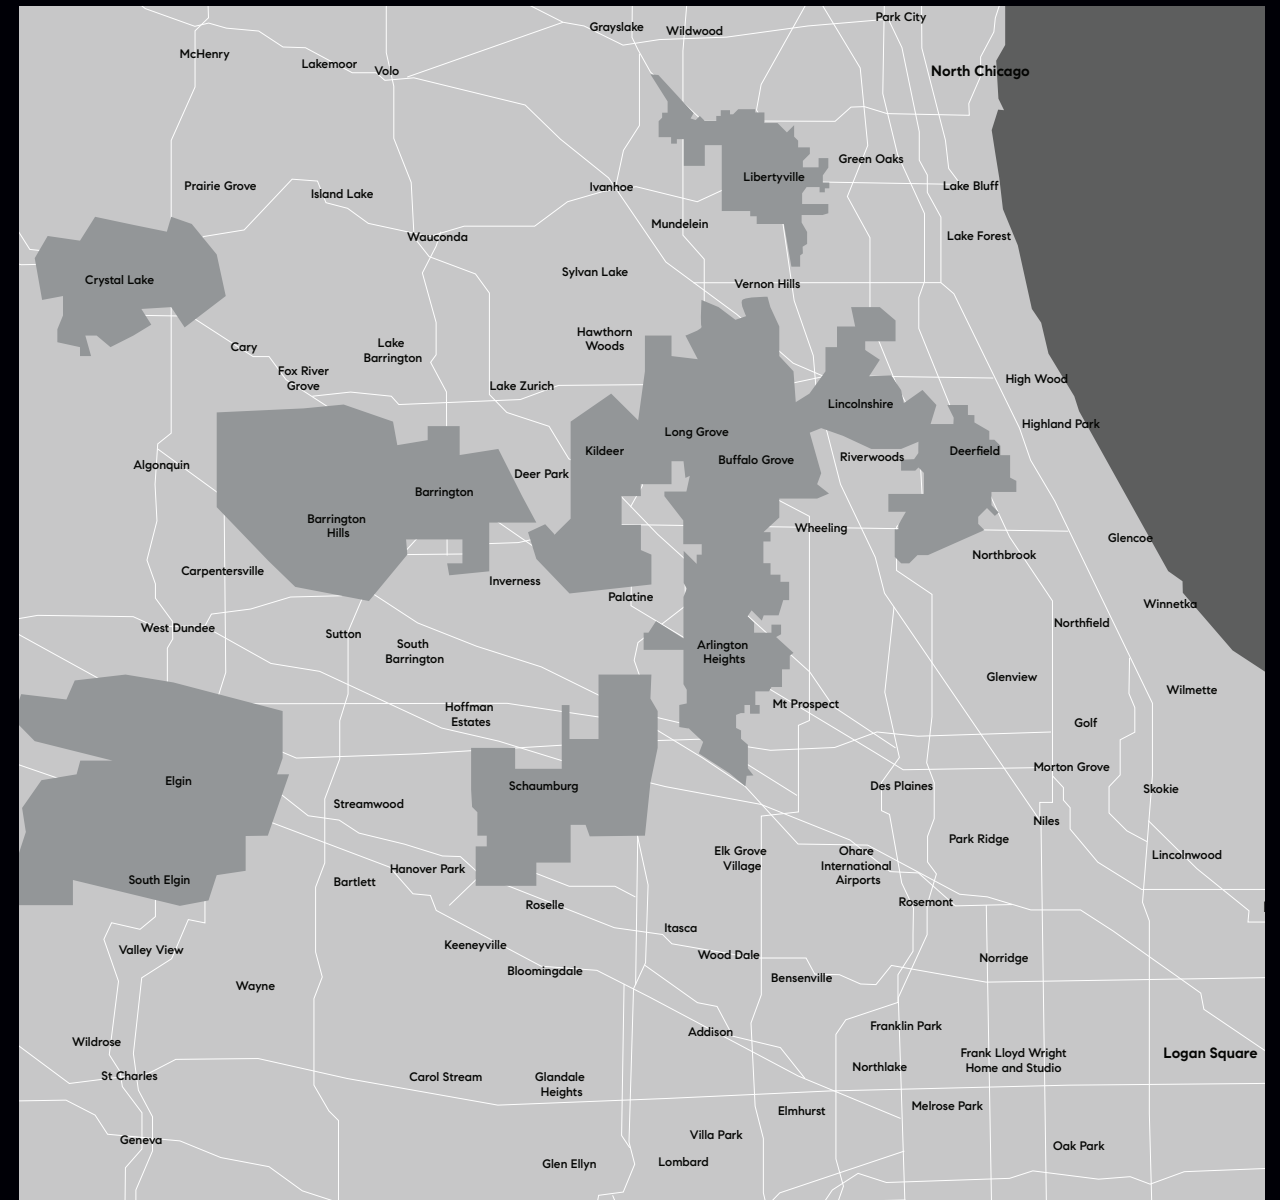 Grayslake
Wildwood
Park City
McHenry
Lakemoor
Volo
North Chicago
Green Oaks
Libertyville
Prairie Grove
Island Lake
Ivanhoe
Lake Bluff
Mundelein
Wauconda
Lake Forest
Sylvan Lake
Crystal Lake
Vernon Hills
Hawthorn
Woods
Cary
Lake
Barrington
Fox River
Grove
Lake Zurich
High Wood
Lincolnshire
Highland Park
Long Grove
Kildeer
Buffalo Grove
Riverwoods
Deerfield
Algonquin
Deer Park
Barrington
Barrington
Hills
Wheeling
Glencoe
Northbrook
Carpentersville
Inverness
Palatine
Winnetka
West Dundee
Sutton
South
Barrington
Northfield
Arlington
Heights
Glenview
Wilmette
Mt Prospect
Hoffman
Estates
Golf
Morton Grove
Elgin
Schaumburg
Des Plaines
Skokie
Streamwood
Niles
Park Ridge
Elk Grove
Village
Ohare
International
Airports
Lincolnwood
Hanover Park
Bartlett
South Elgin
Roselle
Rosemont
Itasca
Keeneyville
Valley View
Wood Dale
Norridge
Bloomingdale
Bensenville
Wayne
Addison
Franklin Park
Wildrose
Frank Lloyd Wright
Home and Studio
Logan Square
Northlake
St Charles
Carol Stream
Glandale
Heights
Elmhurst
Melrose Park
Geneva
Villa Park
Oak Park
Glen Ellyn
Lombard